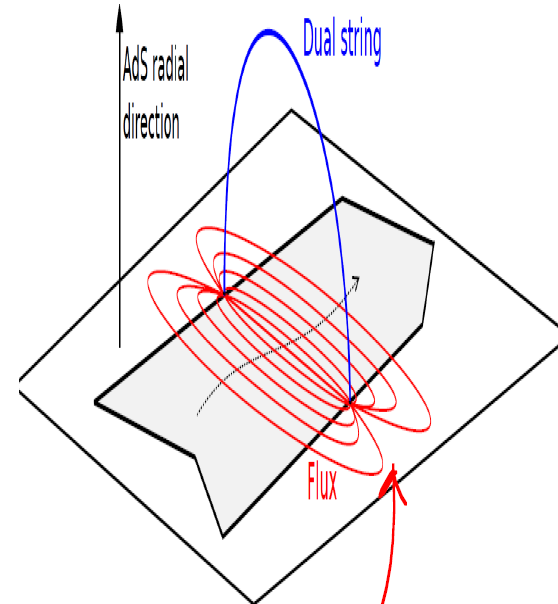 Dual string
AdS radial
direction
Flux